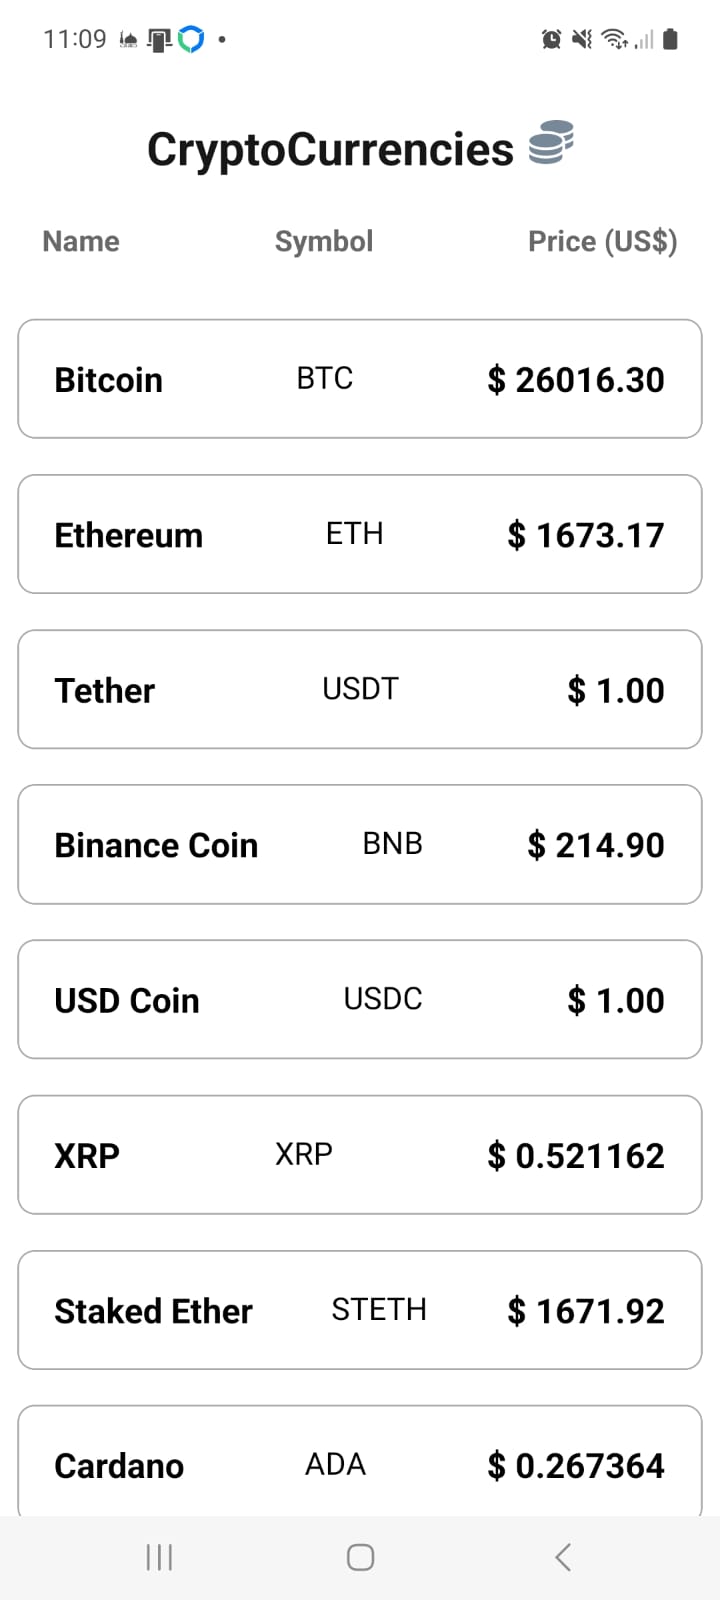 11:09
CryptoCurrencies
Name Symbol Price (US$)
Bitcoin BTC $ 26016.30
Ethereum ETH $ 1673.17
Tether USDT $ 1.00
Binance Coin BNB $ 214.90
USD Coin USDC $ 1.00
XRP XRP $ 0.521162
Staked Ether STETH $ 1671.92
Cardano ADA $ 0.267364